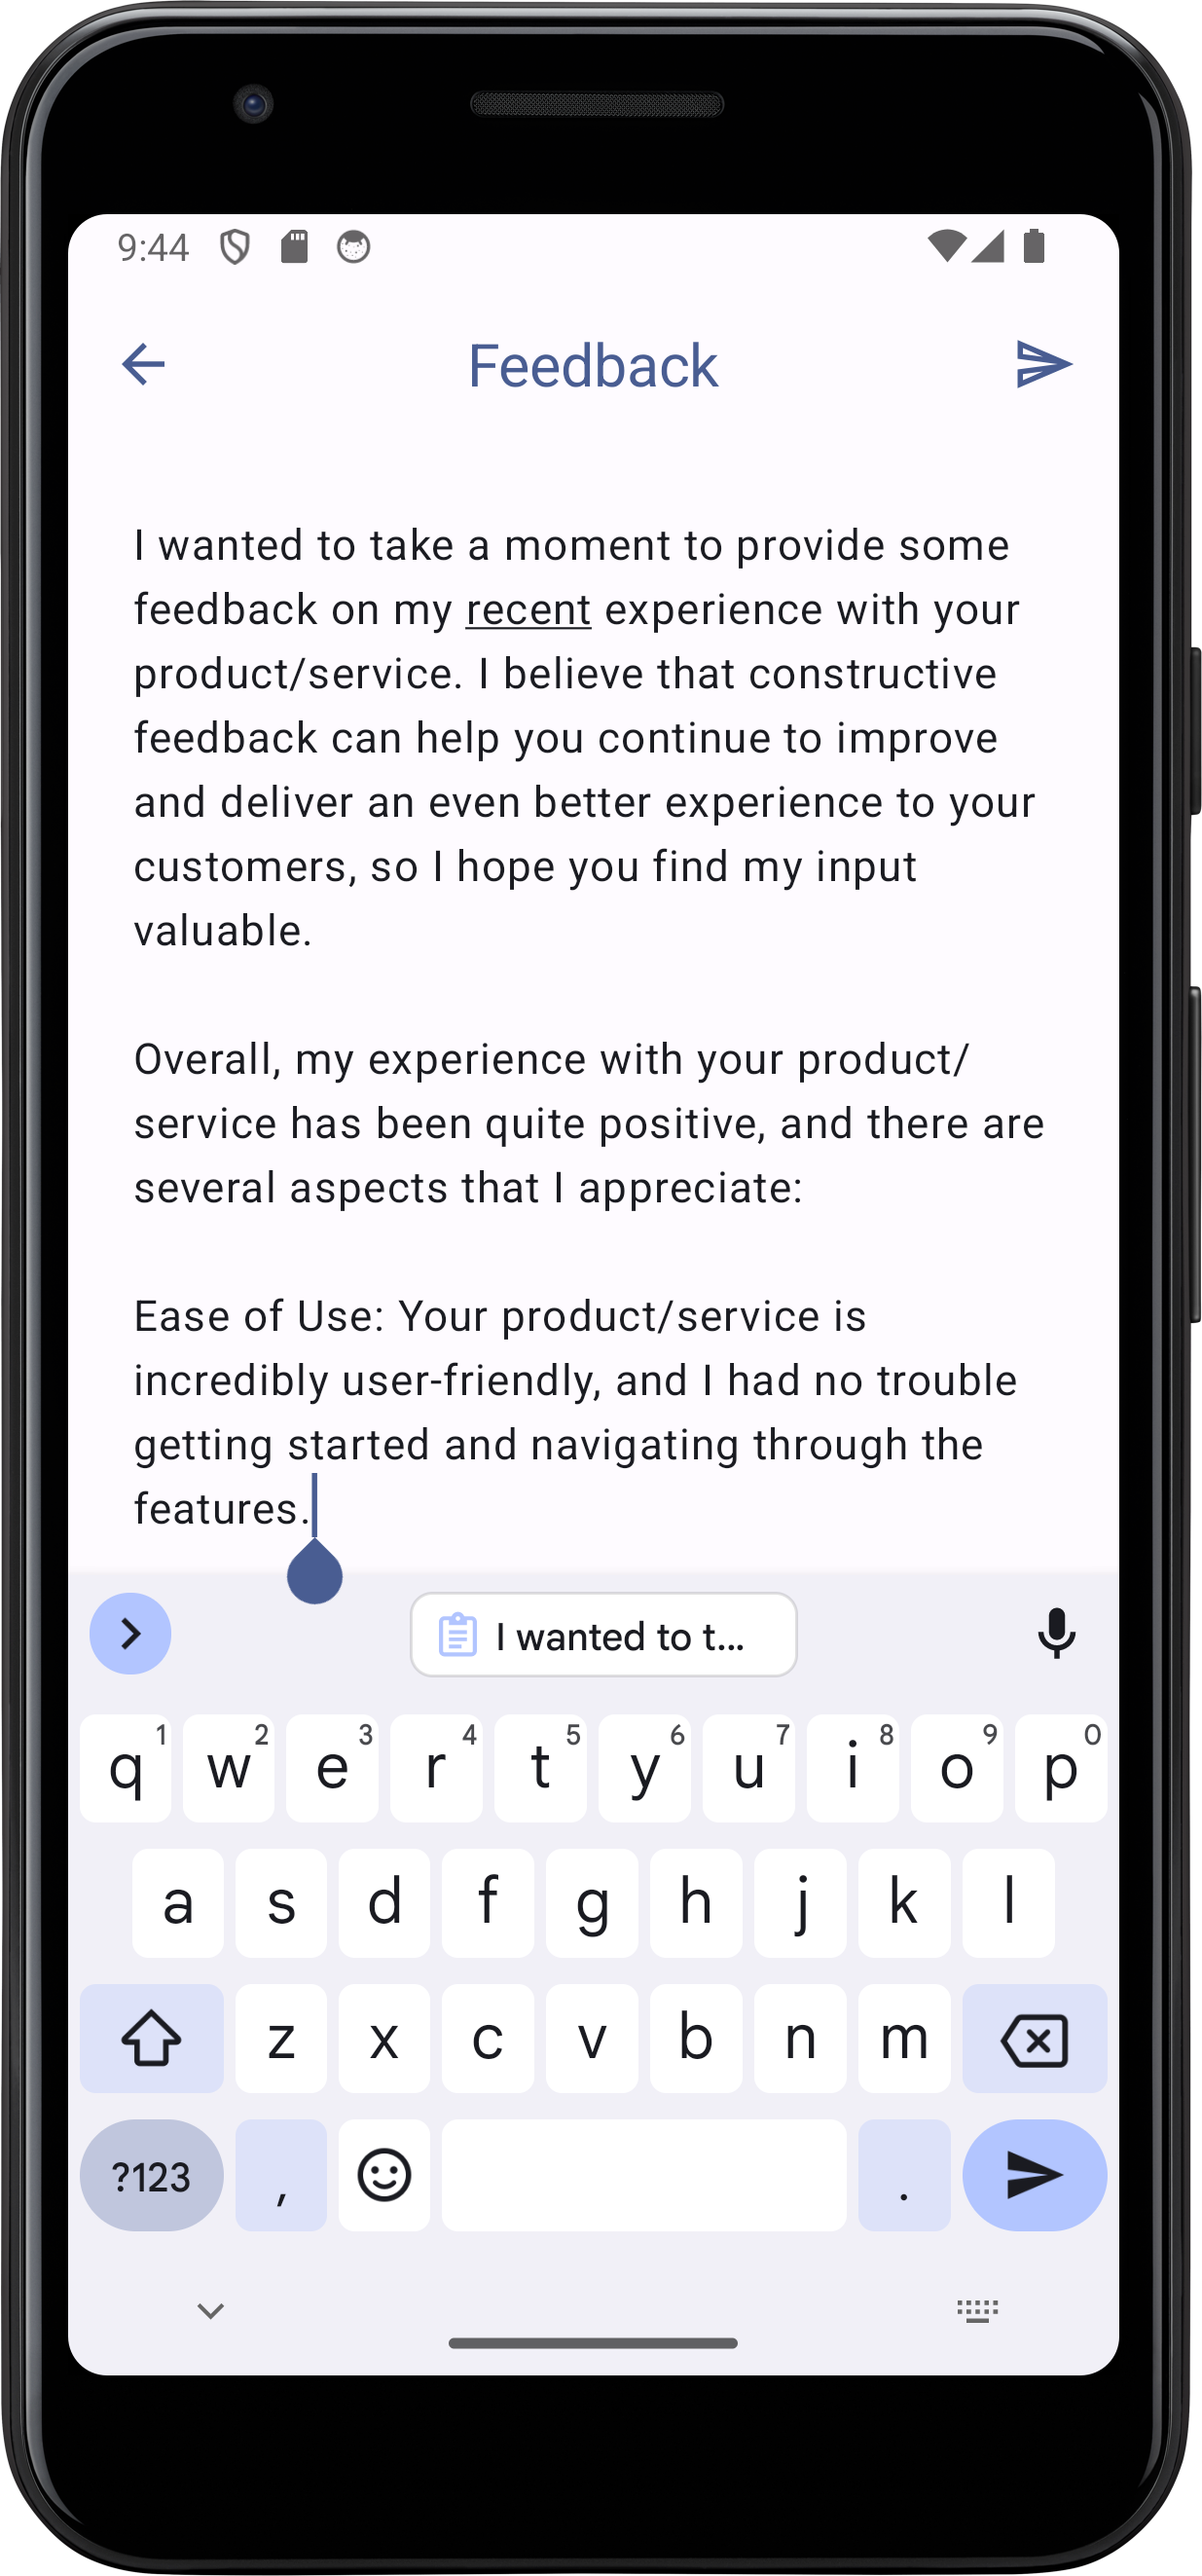 9:44
Feedback
I wanted to take a moment to provide some
feedback on my recent experience with your
product/service. I believe that constructive
feedback can help you continue to improve
and deliver an even better experience to your
customers, so I hope you find my input
valuable.
Overall, my experience with your product/
service has been quite positive, and there are
several aspects that I appreciate:
Ease of Use: Your product/service is
incredibly user-friendly, and I had no trouble
getting started and navigating through the
features.
I wanted to t...
q 1 w 2 e 3 r 4 t 5 y 6 u 7 i 8 o 9 p 0
a s d f g h j k l
z x c v b n m
?123 , .